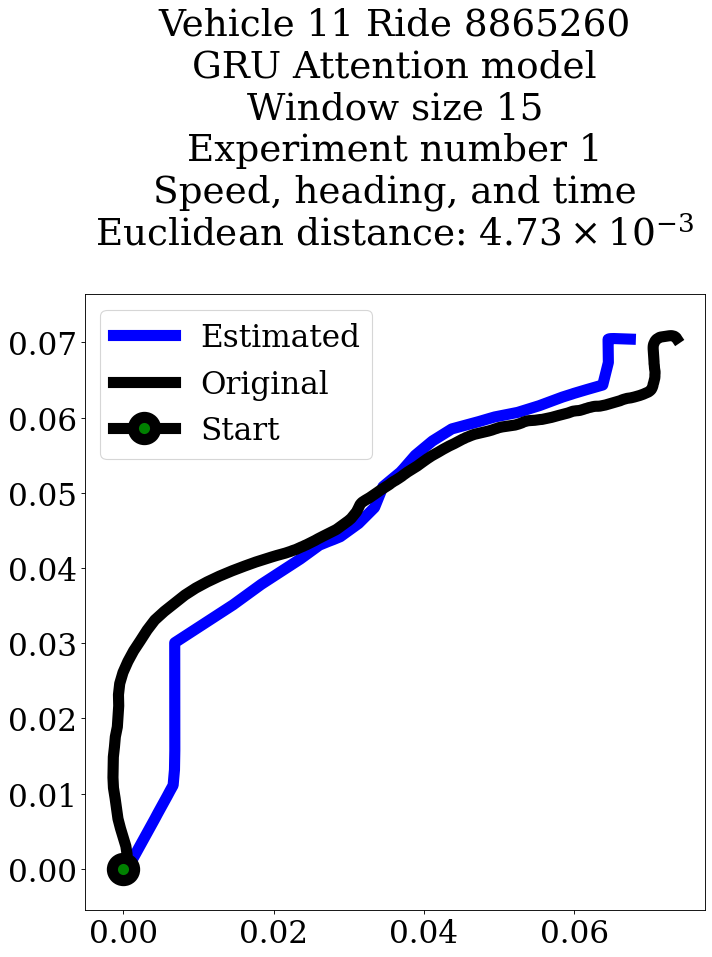 Vehicle 11 Ride 8865260
GRU Attention model
Window size 15
Experiment number 1
Speed, heading, and time
Euclidean distance: 4.73 × 10⁻³
Estimated
Original
Start
0.07
0.06
0.05
0.04
0.03
0.02
0.01
0.00
0.00 0.02 0.04 0.06